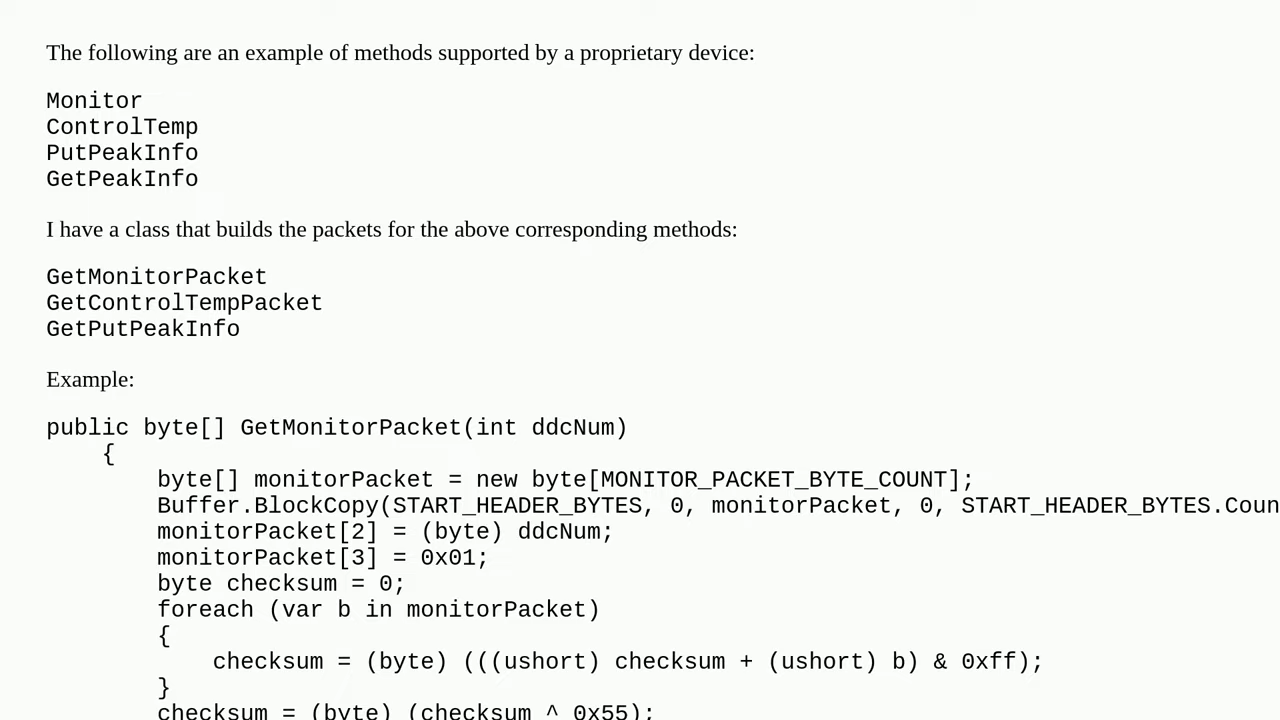 The following are an example of methods supported by a proprietary device:
Monitor
ControlTemp
PutPeakInfo
GetPeakInfo
I have a class that builds the packets for the above corresponding methods:
GetMonitorPacket
GetControlTempPacket
GetPutPeakInfo
Example:
public byte[] GetMonitorPacket(int ddcNum)
{
byte[] monitorPacket = new byte[MONITOR_PACKET_BYTE_COUNT];
Buffer.BlockCopy(START_HEADER_BYTES, 0, monitorPacket, 0, START_HEADER_BYTES.Coun
monitorPacket[2] = (byte) ddcNum;
monitorPacket[3] = 0x01;
byte checksum = 0;
foreach (var b in monitorPacket)
{
checksum = (byte) (((ushort) checksum + (ushort) b) & 0xff);
}
checksum = (byte) (checksum ^ 0x55);